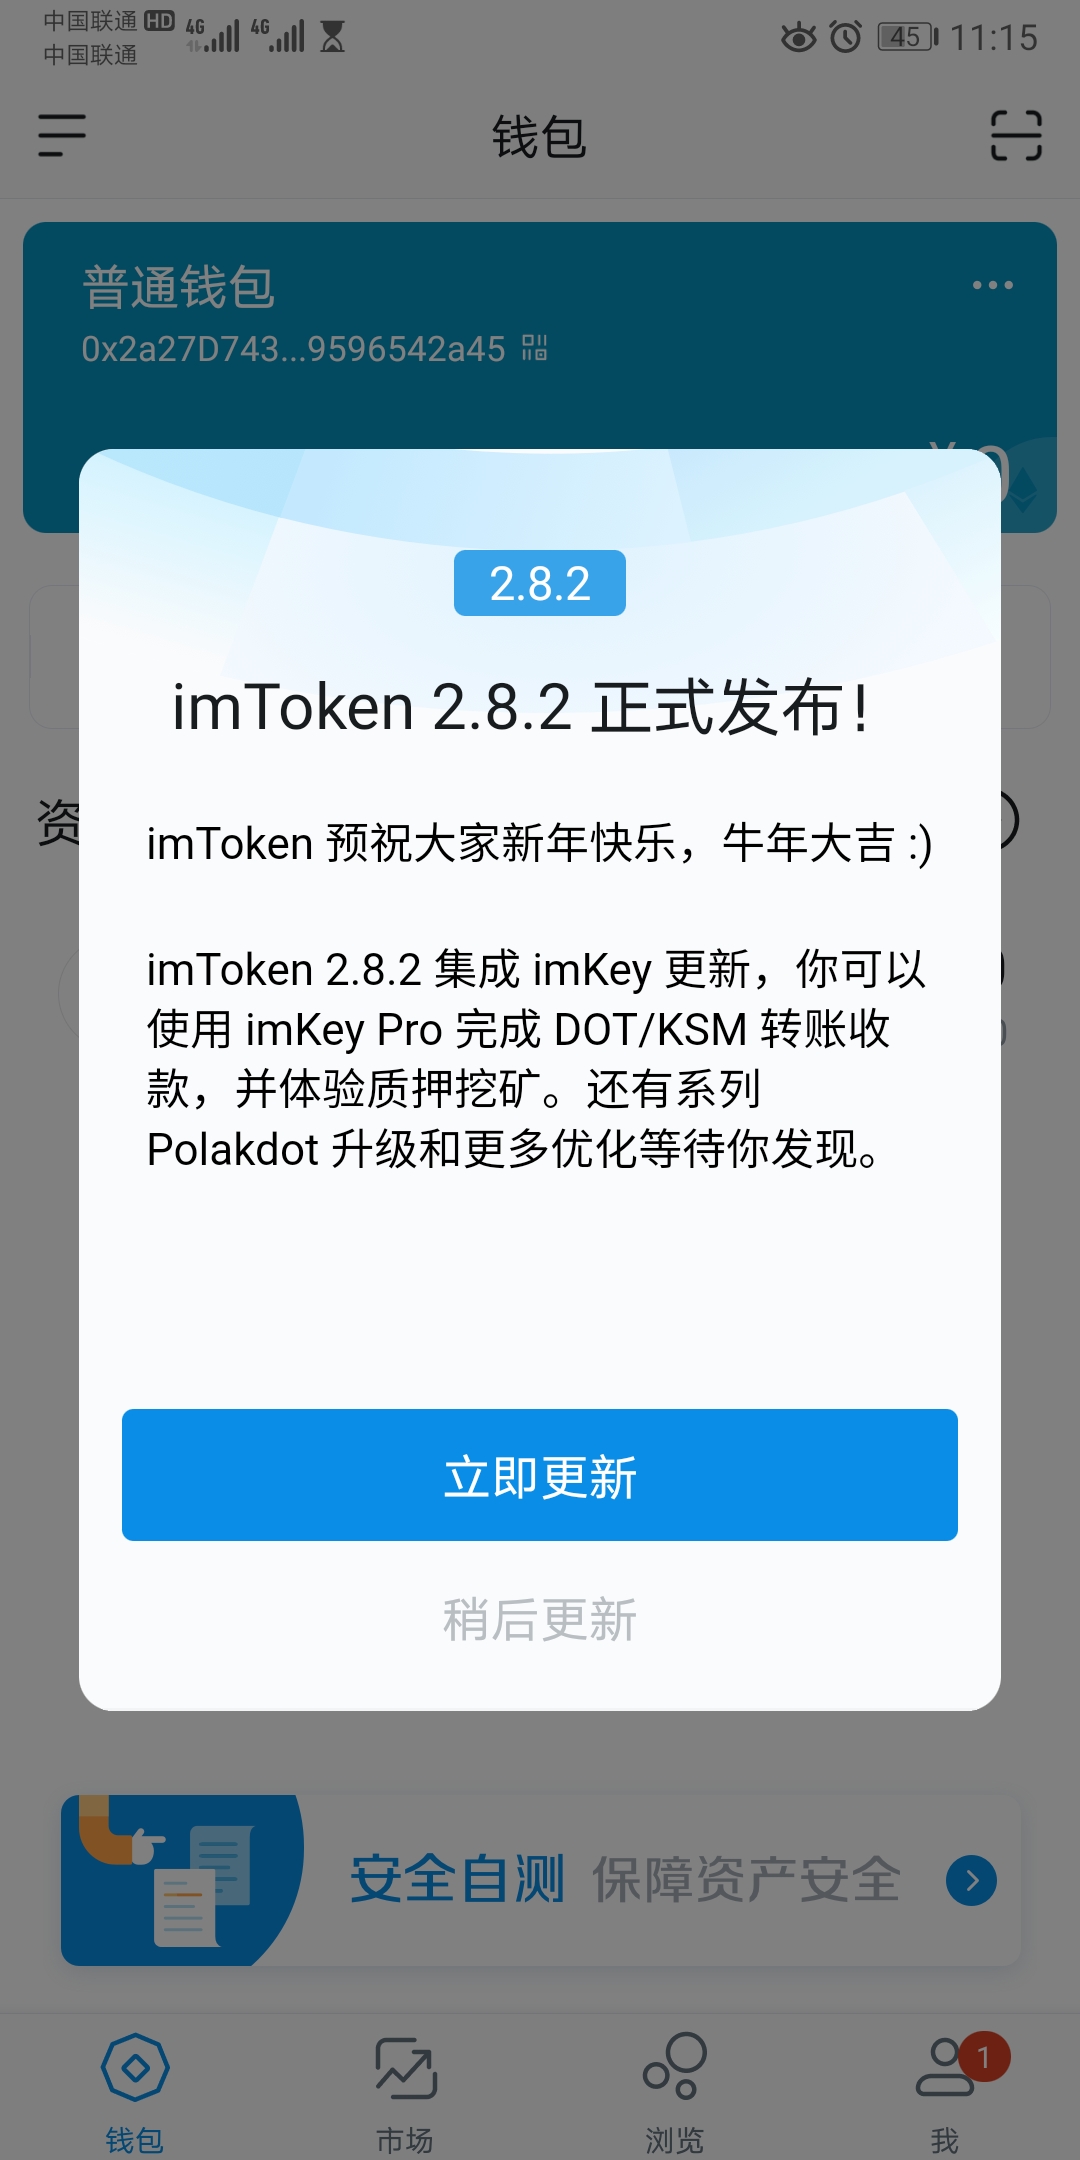 中国联通 HD 4G 4G 45 11:15
中国联通
钱包
普通钱包
0x2a27D743...9596542a45
2.8.2
imToken 2.8.2 正式发布!
资
imToken 预祝大家新年快乐，牛年大吉 :)
imToken 2.8.2 集成 imKey 更新，你可以
使用 imKey Pro 完成 DOT/KSM 转账收
款，并体验质押挖矿。还有系列
Polakdot 升级和更多优化等待你发现。
立即更新
稍后更新
安全自测 保障资产安全
1
钱包 市场 浏览 我